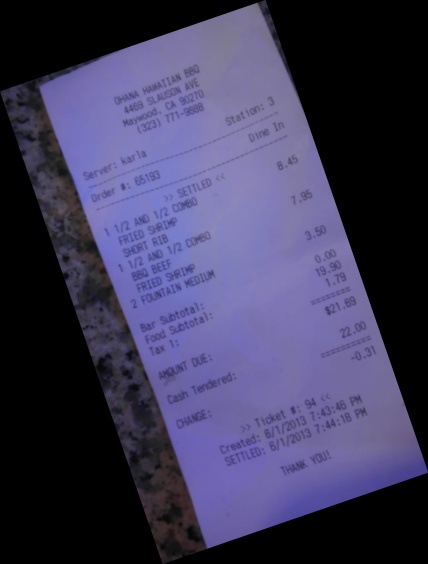 OHANA HAWAIIAN BBQ
4469 SLAUSON AVE
Maywood, CA 90270
(323) 771-9688
Server: karla Station: 3
Order #: 65193 Dine In
>> SETTLED <<
1 1/2 AND 1/2 COMBO 8.45
FRIED SHRIMP
SHORT RIB
1 1/2 AND 1/2 COMBO 7.95
BBQ BEEF
FRIED SHRIMP
2 FOUNTAIN MEDIUM 3.50
Bar Subtotal: 0.00
Food Subtotal: 19.90
Tax 1: 1.79
========
AMOUNT DUE: $21.69
Cash Tendered: 22.00
==========
CHANGE: -0.31
>> Ticket #: 94 <<
Created: 6/1/2013 7:43:46 PM
SETTLED: 6/1/2013 7:44:18 PM
THANK YOU!